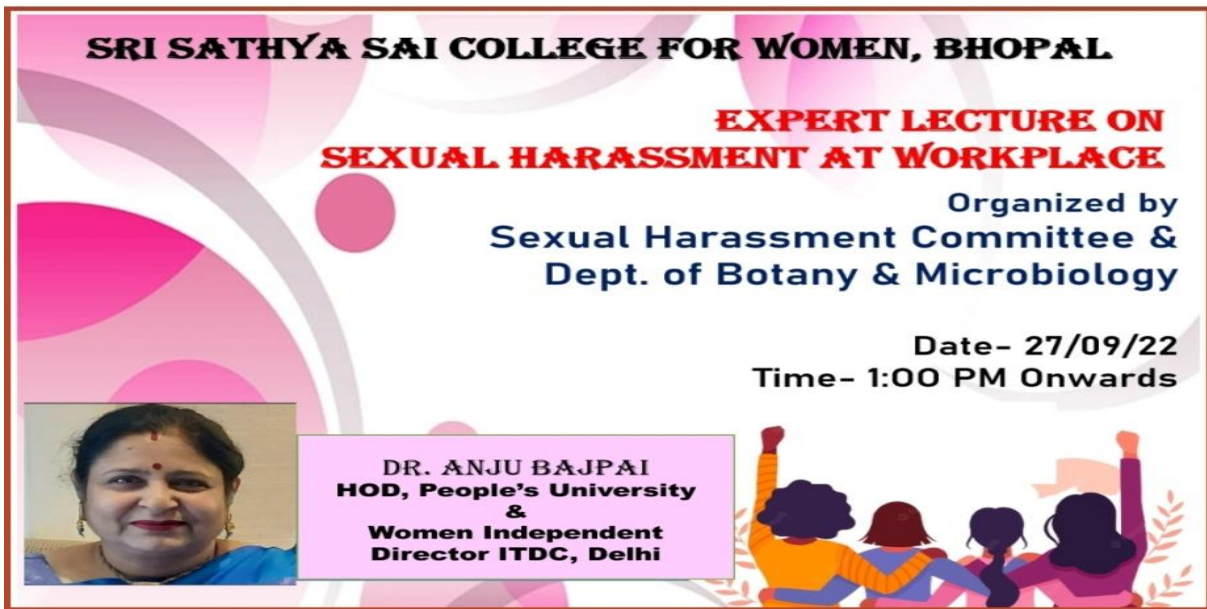 SRI SATHYA SAI COLLEGE FOR WOMEN, BHOPAL
EXPERT LECTURE ON
SEXUAL HARASSMENT AT WORKPLACE
Organized by
Sexual Harassment Committee &
Dept. of Botany & Microbiology
Date- 27/09/22
Time- 1:00 PM Onwards
DR. ANJU BAJPAI
HOD, People's University
&
Women Independent
Director ITDC, Delhi